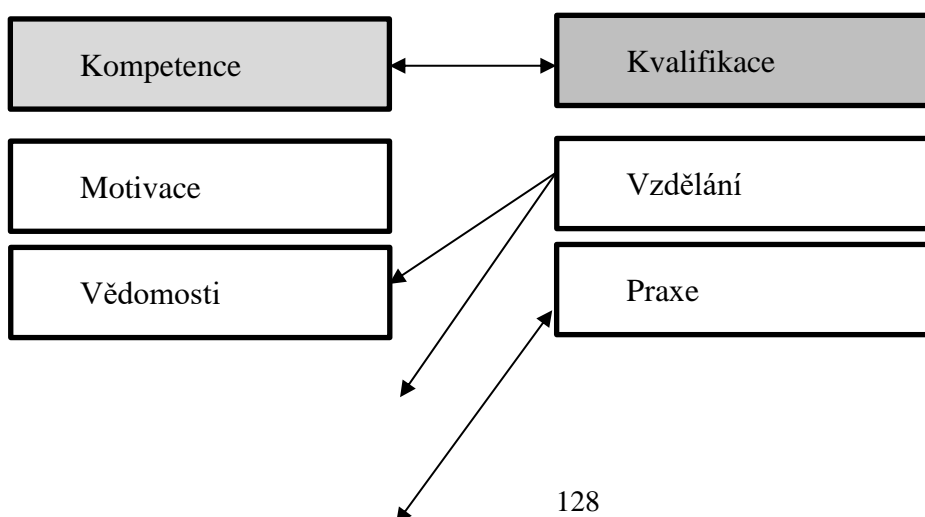 Kompetence
Kvalifikace
Motivace
Vzdělání
Vědomosti
Praxe
128